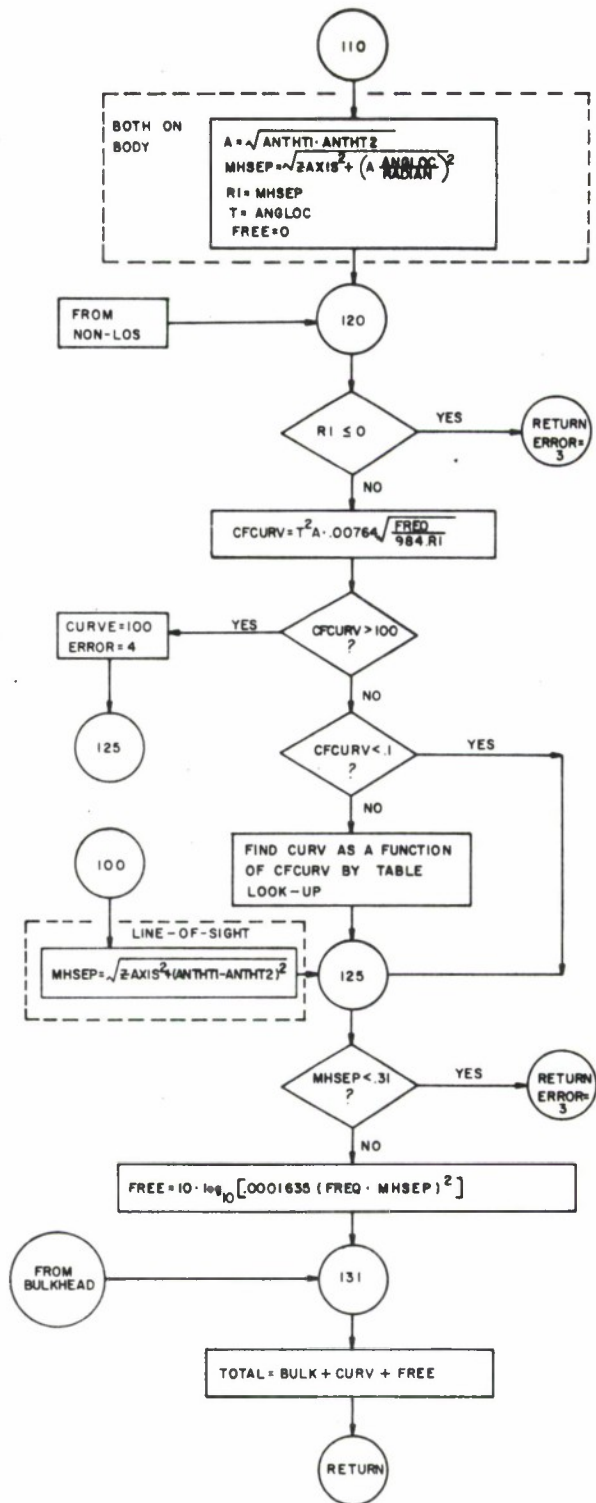 110
BOTH ON
BODY
A = √ANTHT1 · ANTHT2
MHSEP = √Z AXIS² + (A ANGLOC/RADIAN)²
R1 = MHSEP
T = ANGLOC
FREE = 0
FROM
NON-LOS
120
R1 ≤ 0
YES
RETURN
ERROR=
3
NO
CFCURV = T²A · .00764 √FREQ/984.R1
CFCURV > 100
?
YES
CURVE = 100
ERROR = 4
125
NO
CFCURV < .1
?
YES
NO
FIND CURV AS A FUNCTION
OF CFCURV BY TABLE
LOOK-UP
100
LINE-OF-SIGHT
MHSEP = √Z AXIS² + (ANTHT1 - ANTHT2)²
125
MHSEP < .31
?
YES
RETURN
ERROR=
3
NO
FREE = 10 · log₁₀ [.0001635 (FREQ · MHSEP)²]
FROM
BULKHEAD
131
TOTAL = BULK + CURV + FREE
RETURN